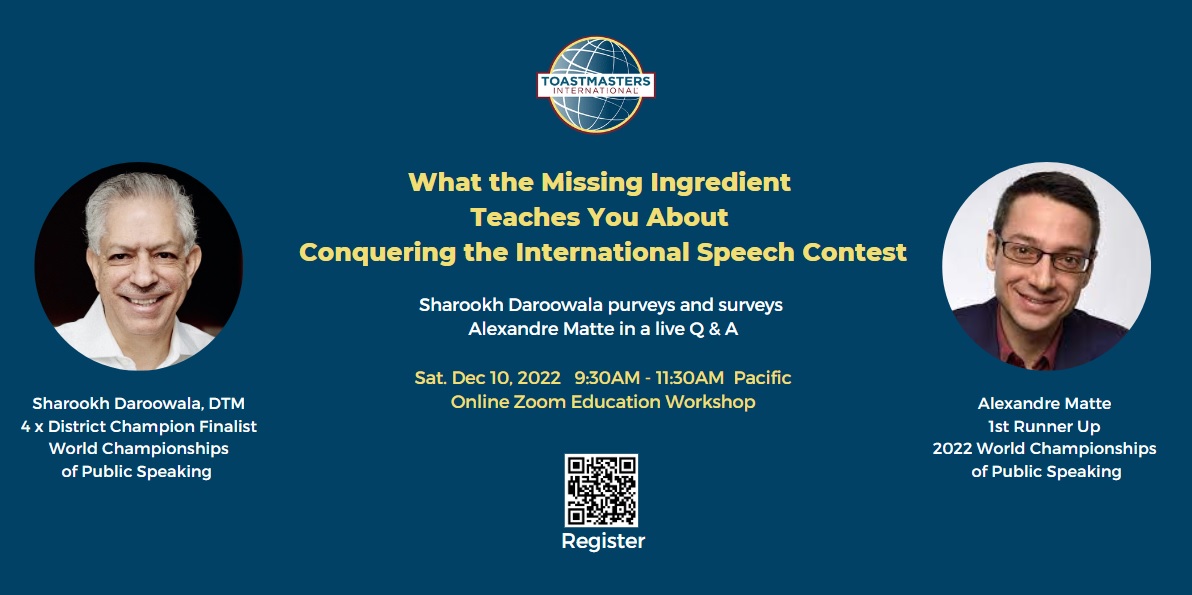 TOASTMASTERS
INTERNATIONAL
What the Missing Ingredient
Teaches You About
Conquering the International Speech Contest
Sharookh Daroowala purveys and surveys
Alexandre Matte in a live Q & A
Sat. Dec 10, 2022 9:30AM - 11:30AM Pacific
Online Zoom Education Workshop
Sharookh Daroowala, DTM
4 x District Champion Finalist
World Championships
of Public Speaking
Alexandre Matte
1st Runner Up
2022 World Championships
of Public Speaking
Register